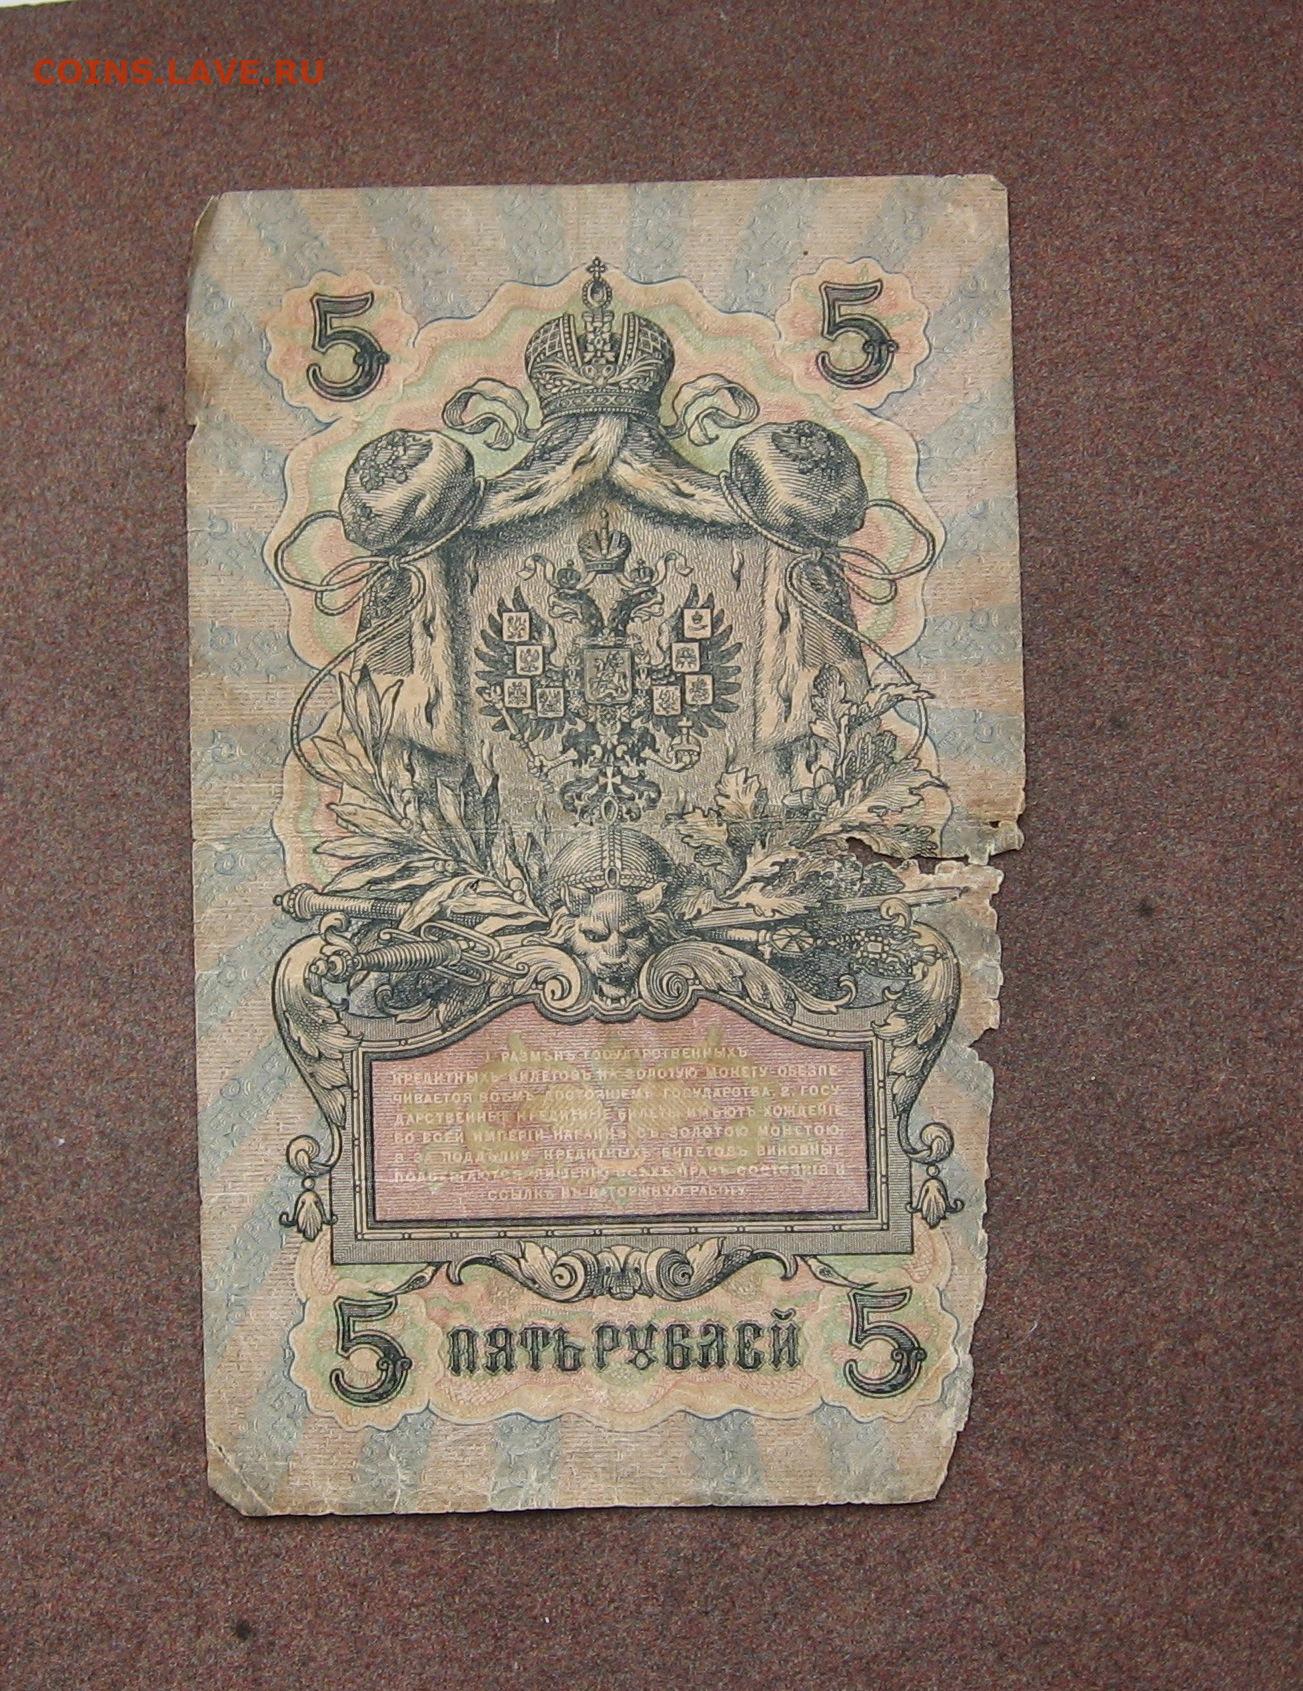 COINS.LAVE.RU
5 5
1. РАЗМѢНЪ ГОСУДАРСТВЕННЫХЪ
КРЕДИТНЫХЪ БИЛЕТОВЪ НА ЗОЛОТУЮ МОНЕТУ ОБЕЗПЕ-
ЧИВАЕТСЯ ВСѢМЪ ДОСТОЯНІЕМЪ ГОСУДАРСТВА. 2. ГОСУ-
ДАРСТВЕННЫЕ КРЕДИТНЫЕ БИЛЕТЫ ИМѢЮТЪ ХОЖДЕНІЕ
ВО ВСЕЙ ИМПЕРІИ НАРАВНѢ СЪ ЗОЛОТОЮ МОНЕТОЮ.
3. ЗА ПОДДѢЛКУ КРЕДИТНЫХЪ БИЛЕТОВЪ ВИНОВНЫЕ
ПОДВЕРГАЮТСЯ ЛИШЕНІЮ ВСѢХЪ ПРАВЪ СОСТОЯНІЯ И
ССЫЛКѢ ВЪ КАТОРЖНУЮ РАБОТУ.
5 ПЯТЬ РУБЛЕЙ 5